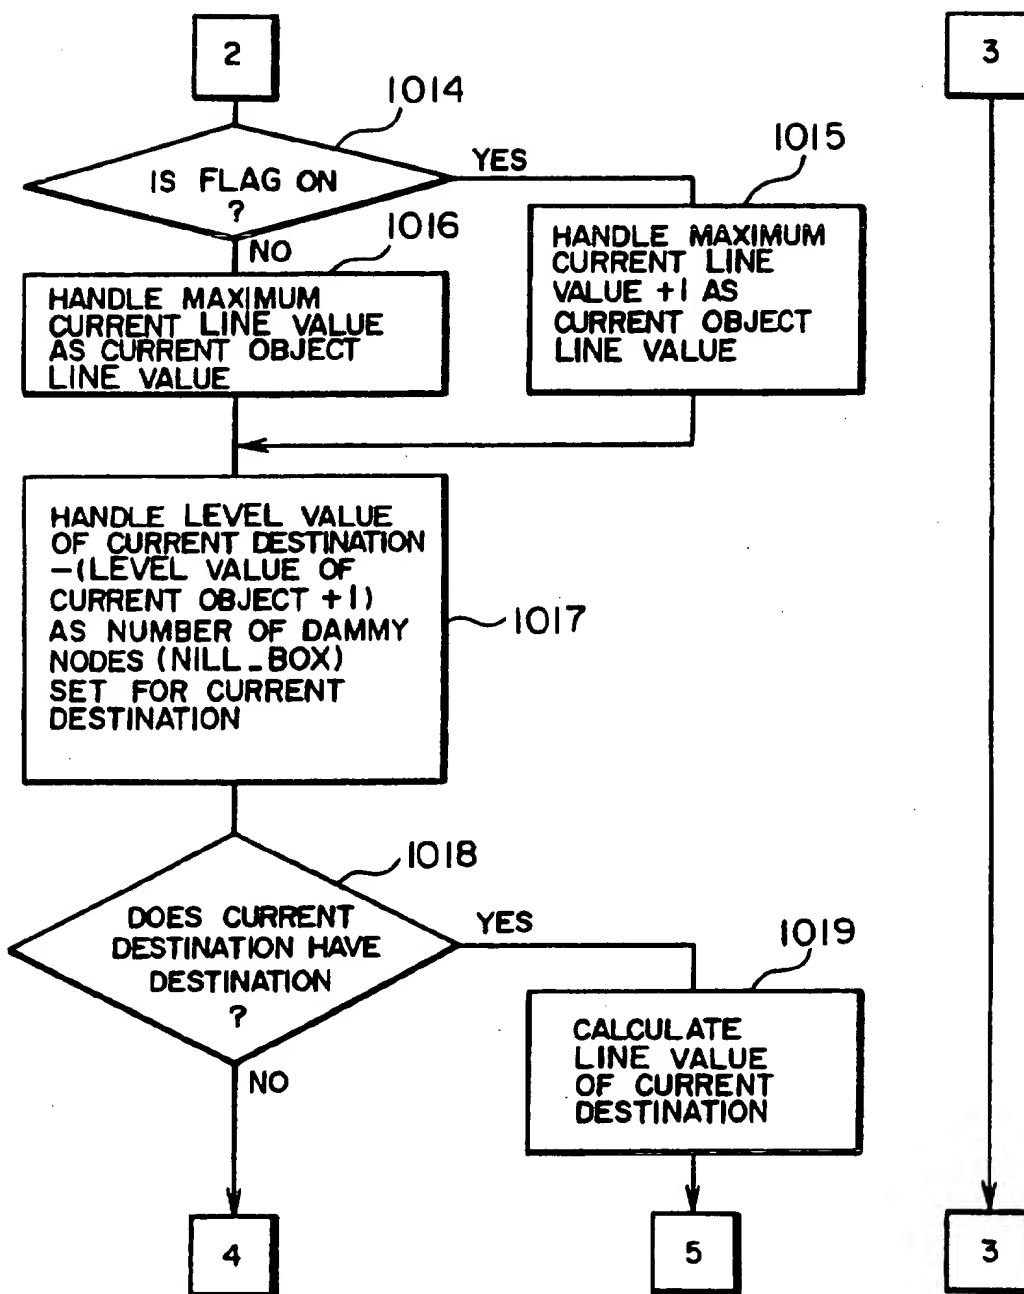 2
3
1014
IS FLAG ON
?
YES
1015
NO
1016
HANDLE MAXIMUM
CURRENT LINE
VALUE +1 AS
CURRENT OBJECT
LINE VALUE
HANDLE MAXIMUM
CURRENT LINE VALUE
AS CURRENT OBJECT
LINE VALUE
HANDLE LEVEL VALUE
OF CURRENT DESTINATION
-(LEVEL VALUE OF
CURRENT OBJECT +1)
AS NUMBER OF DAMMY
NODES (NILL_BOX)
SET FOR CURRENT
DESTINATION
1017
1018
DOES CURRENT
DESTINATION HAVE
DESTINATION
?
YES
1019
NO
CALCULATE
LINE VALUE
OF CURRENT
DESTINATION
4
5
3